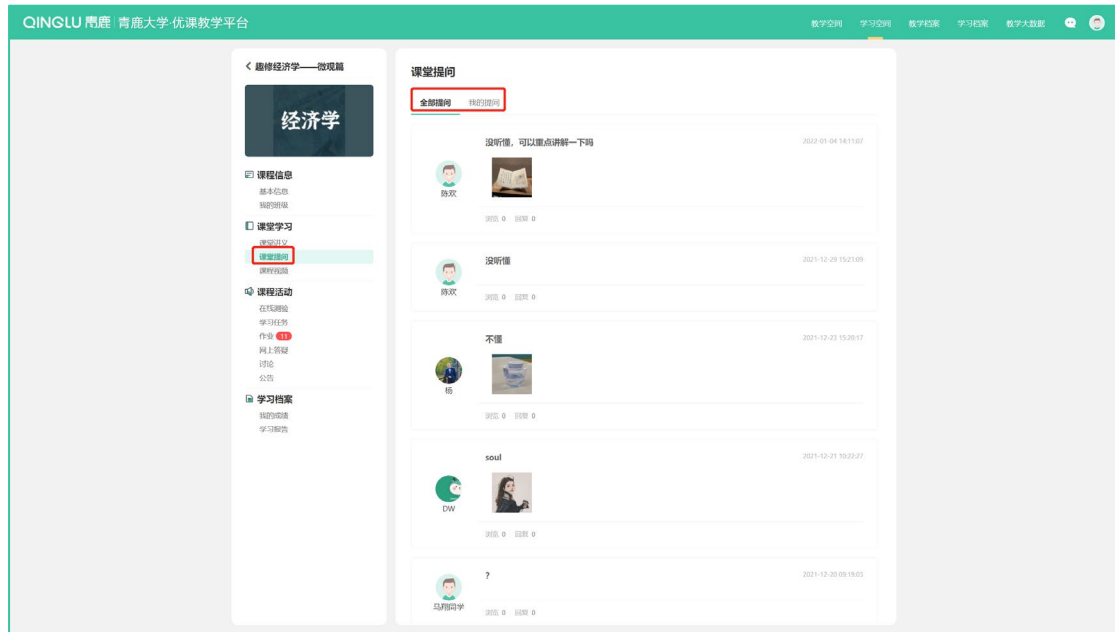 QINGLU 青鹿 青鹿大学·优课教学平台
教学空间 学习空间 教学档案 学习档案 教学大数据
趣修经济学——微观篇
经济学
课程信息
基本信息
我的班级
课堂学习
课堂讲义
课堂提问
课程视频
课程活动
在线测验
学习任务
作业 11
网上答疑
讨论
公告
学习档案
我的成绩
学习报告
课堂提问
全部提问 我的提问
没听懂，可以重点讲解一下吗 2022-01-04 14:11:07
陈欢
浏览 0 回复 0
没听懂 2021-12-29 15:21:09
陈欢
浏览 0 回复 0
不懂 2021-12-23 15:20:17
杨
浏览 0 回复 0
soul 2021-12-21 10:22:27
DW
浏览 0 回复 0
? 2021-12-20 09:19:03
马翔同学
浏览 0 回复 0